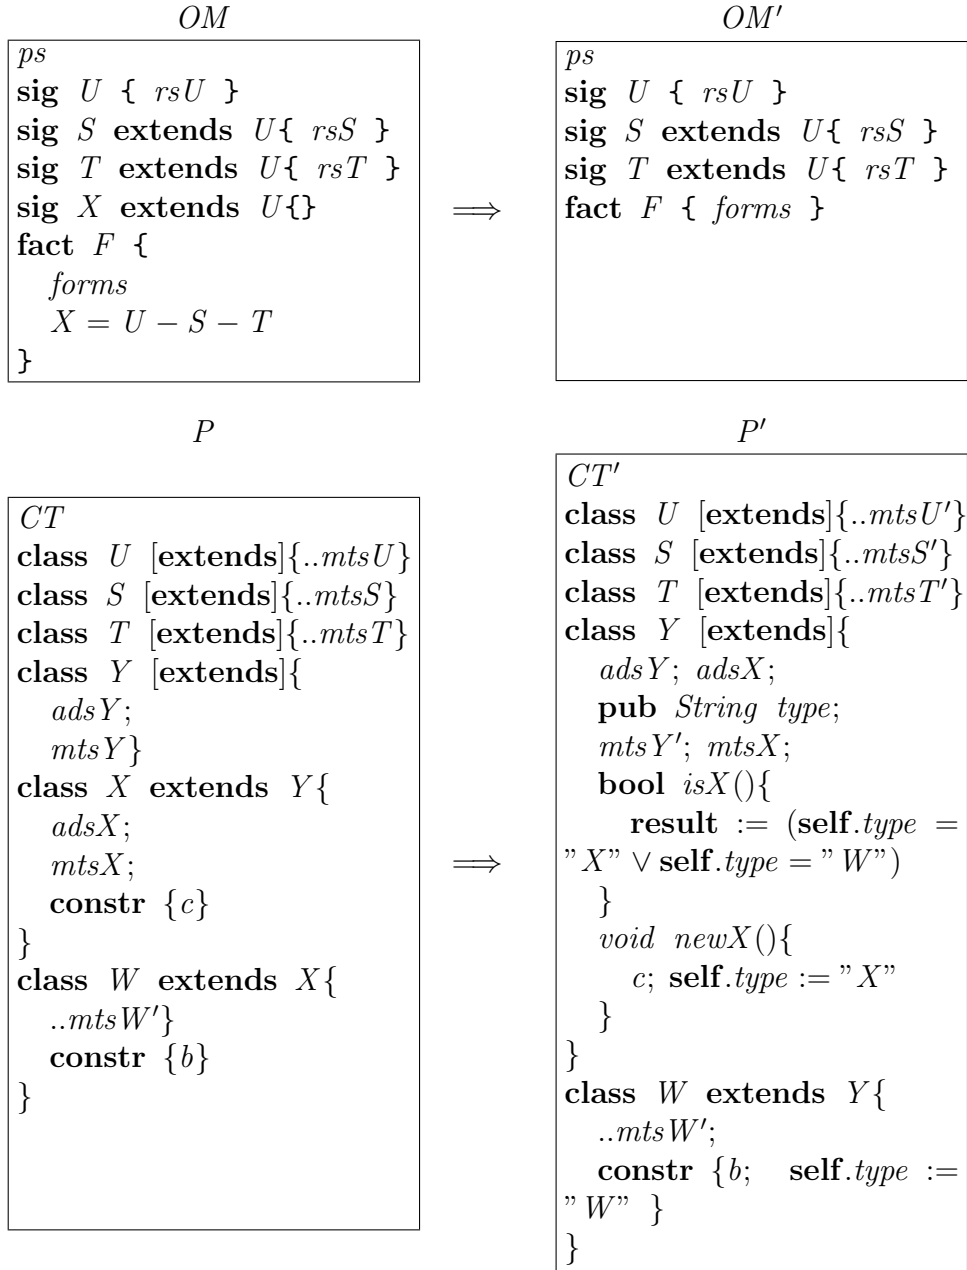 OM
ps
sig U { rsU }
sig S extends U{ rsS }
sig T extends U{ rsT }
sig X extends U{}
fact F {
forms
X = U − S − T
}
⟹
OM′
ps
sig U { rsU }
sig S extends U{ rsS }
sig T extends U{ rsT }
fact F { forms }
P
CT
class U [extends]{..mtsU}
class S [extends]{..mtsS}
class T [extends]{..mtsT}
class Y [extends]{
adsY;
mtsY}
class X extends Y{
adsX;
mtsX;
constr {c}
}
class W extends X{
..mtsW′}
constr {b}
}
⟹
P′
CT′
class U [extends]{..mtsU′}
class S [extends]{..mtsS′}
class T [extends]{..mtsT′}
class Y [extends]{
adsY; adsX;
pub String type;
mtsY′; mtsX;
bool isX(){
result := (self.type =
”X” ∨ self.type = ”W”)
}
void newX(){
c; self.type := ”X”
}
}
class W extends Y{
..mtsW′;
constr {b; self.type :=
”W” }
}